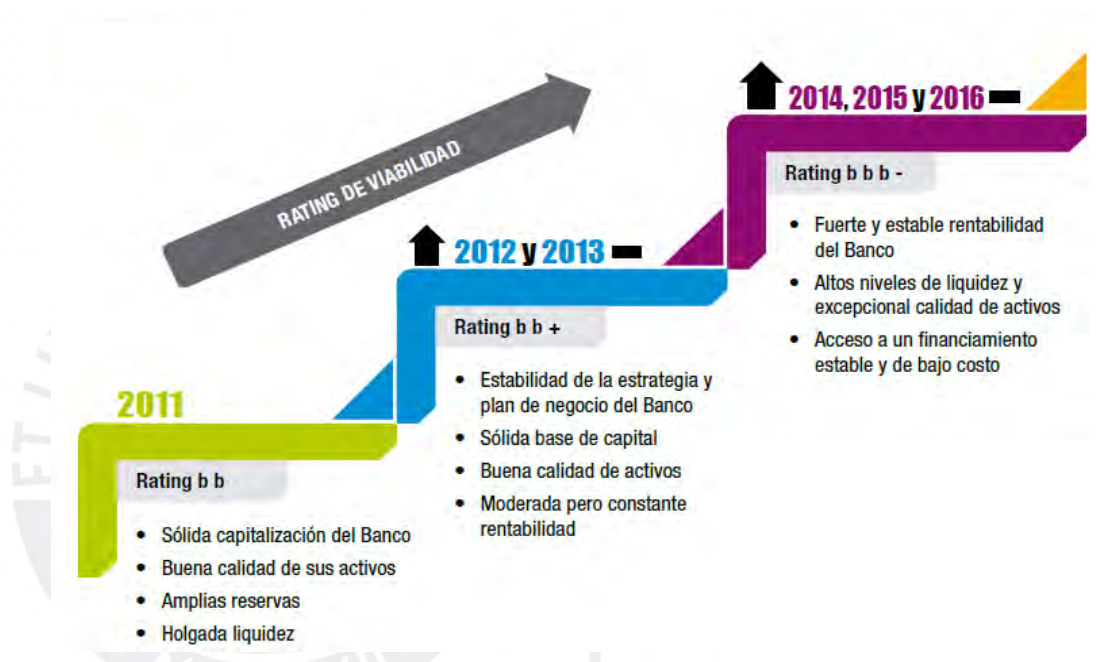 RATING DE VIABILIDAD
2014, 2015 y 2016
Rating b b b -
• Fuerte y estable rentabilidad
del Banco
• Altos niveles de liquidez y
excepcional calidad de activos
• Acceso a un financiamiento
estable y de bajo costo
2012 y 2013
Rating b b +
• Estabilidad de la estrategia y
plan de negocio del Banco
• Sólida base de capital
• Buena calidad de activos
• Moderada pero constante
rentabilidad
2011
Rating b b
• Sólida capitalización del Banco
• Buena calidad de sus activos
• Amplias reservas
• Holgada liquidez